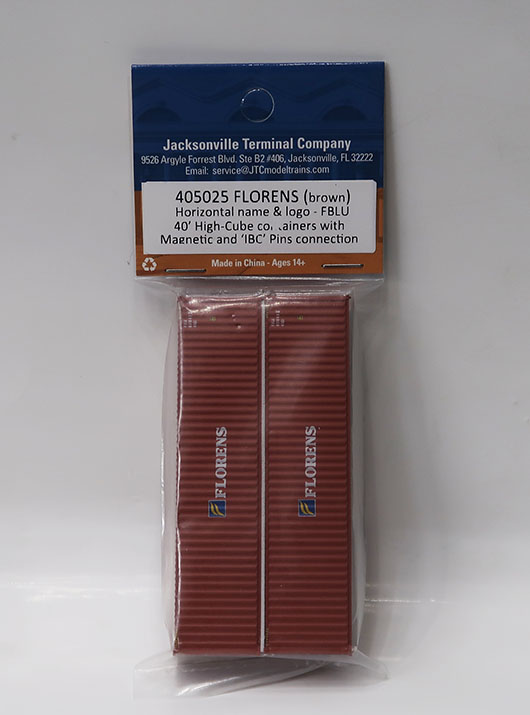 Jacksonville Terminal Company
9526 Argyle Forrest Blvd. Ste B2 #406, Jacksonville, FL 32222
Email: service@JTCmodeltrains.com
405025 FLORENS (brown)
Horizontal name & logo - FBLU
40' High-Cube containers with
Magnetic and 'IBC' Pins connection
Made in China - Ages 14+
FLORENS
FLORENS